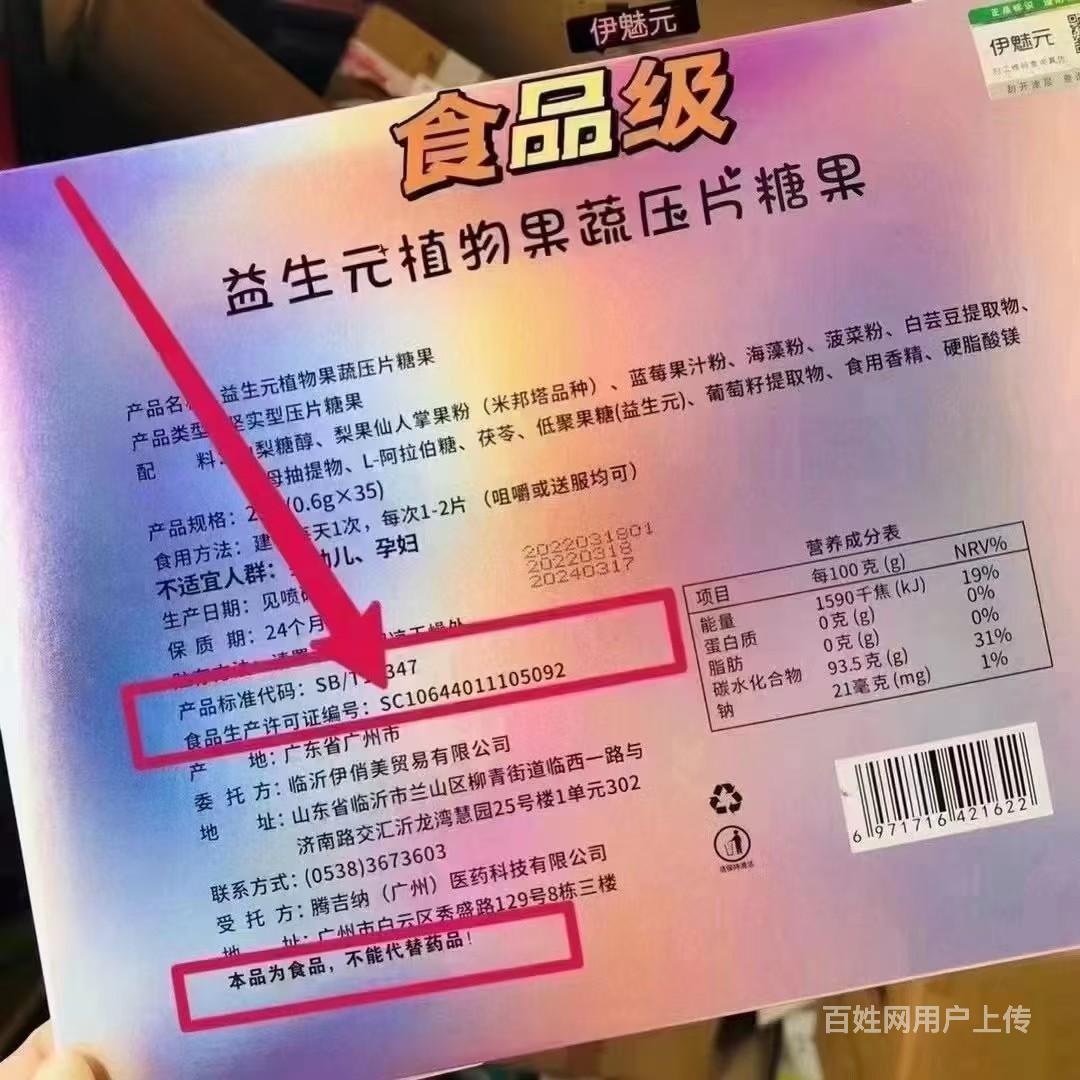 伊魅元
正品标识
伊魅元
食品级
益生元植物果蔬压片糖果
产品名 益生元植物果蔬压片糖果
产品类型 坚实型压片糖果
配 料 梨糖醇、梨果仙人掌果粉（米邦塔品种）、蓝莓果汁粉、海藻粉、菠菜粉、白芸豆提取物、
母抽提物、L-阿拉伯糖、茯苓、低聚果糖(益生元)、葡萄籽提取物、食用香精、硬脂酸镁
产品规格：2 (0.6g×35)
食用方法：建 天1次，每次1-2片（咀嚼或送服均可）
不适宜人群： 幼儿、孕妇
生产日期：见喷
2022031801
20220318
20240317
保 质 期：24个月
产品标准代码：SB/T 347
食品生产许可证编号：SC10644011105092
产 地：广东省广州市
委 托 方：临沂伊俏美贸易有限公司
地 址：山东省临沂市兰山区柳青街道临西一路与
济南路交汇沂龙湾慧园25号楼1单元302
联系方式：(0538)3673603
受 托 方：腾吉纳（广州）医药科技有限公司
地 址：广州市白云区秀盛路129号8栋三楼
本品为食品，不能代替药品！
营养成分表
项目 每100克(g) NRV%
能量 1590千焦(kJ) 19%
蛋白质 0克(g) 0%
脂肪 0克(g) 0%
碳水化合物 93.5克(g) 31%
钠 21毫克(mg) 1%
6 971716 421622
百姓网用户上传